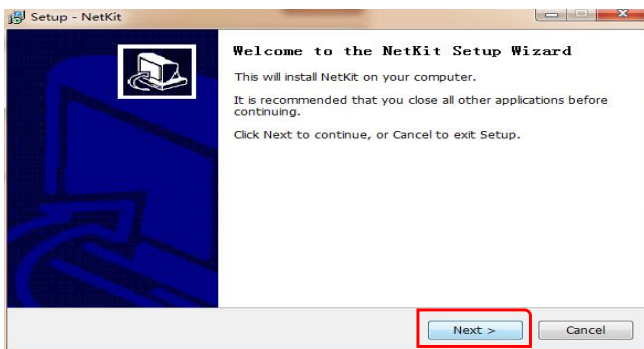 Setup - NetKit
Welcome to the NetKit Setup Wizard
This will install NetKit on your computer.
It is recommended that you close all other applications before
continuing.
Click Next to continue, or Cancel to exit Setup.
Next >
Cancel